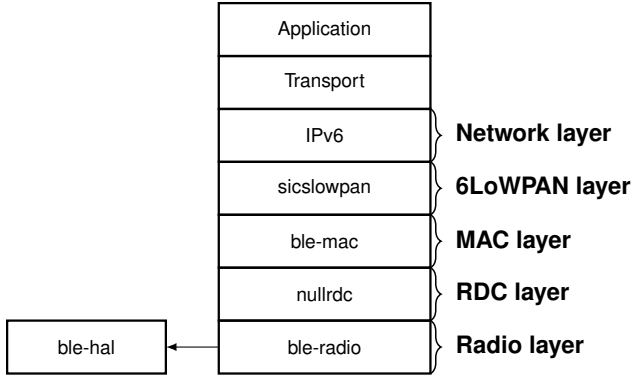 Application
Transport
IPv6 Network layer
sicslowpan 6LoWPAN layer
ble-mac MAC layer
nullrdc RDC layer
ble-hal ble-radio Radio layer